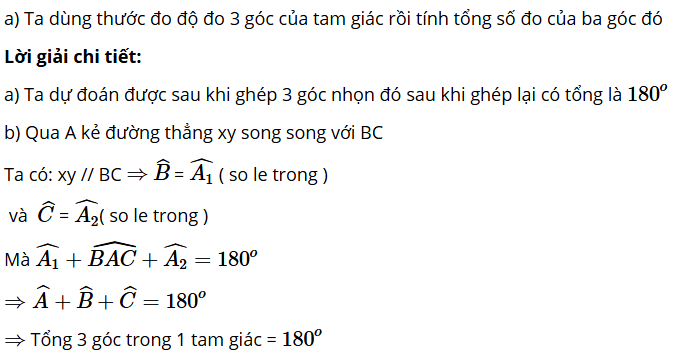 a) Ta dùng thước đo độ đo 3 góc của tam giác rồi tính tổng số đo của ba góc đó
Lời giải chi tiết:
a) Ta dự đoán được sau khi ghép 3 góc nhọn đó sau khi ghép lại có tổng là $180^o$
b) Qua A kẻ đường thẳng xy song song với BC
Ta có: xy // BC $\Rightarrow \widehat{B} = \widehat{A_1}$ ( so le trong )
và $\widehat{C} = \widehat{A_2}$( so le trong )
Mà $\widehat{A_1} + \widehat{BAC} + \widehat{A_2} = 180^o$
$\Rightarrow \widehat{A} + \widehat{B} + \widehat{C} = 180^o$
$\Rightarrow$ Tổng 3 góc trong 1 tam giác = $180^o$